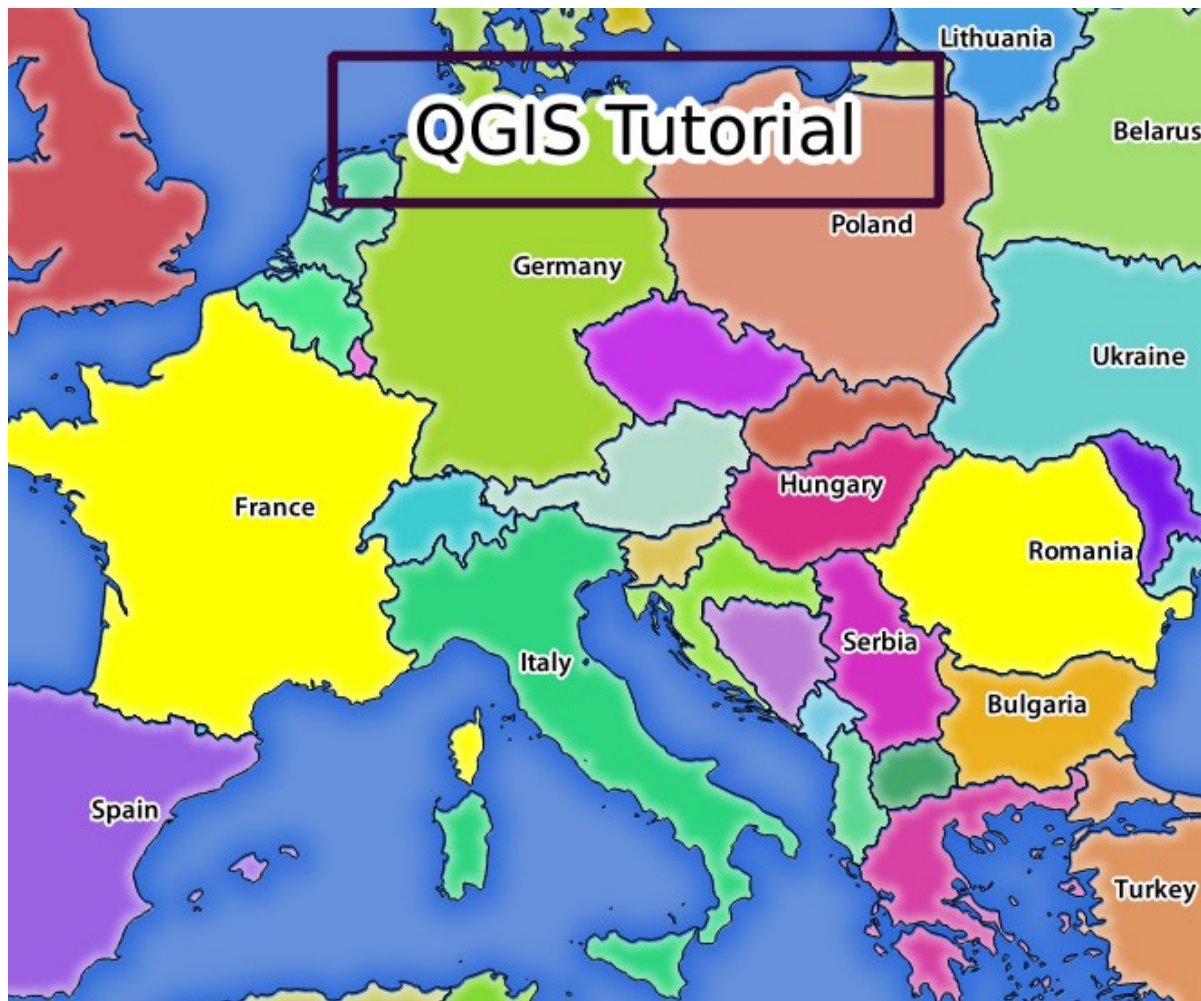 Lithuania
QGIS Tutorial
Belarus
Poland
Germany
Ukraine
Hungary
France
Romania
Serbia
Italy
Bulgaria
Spain
Turkey